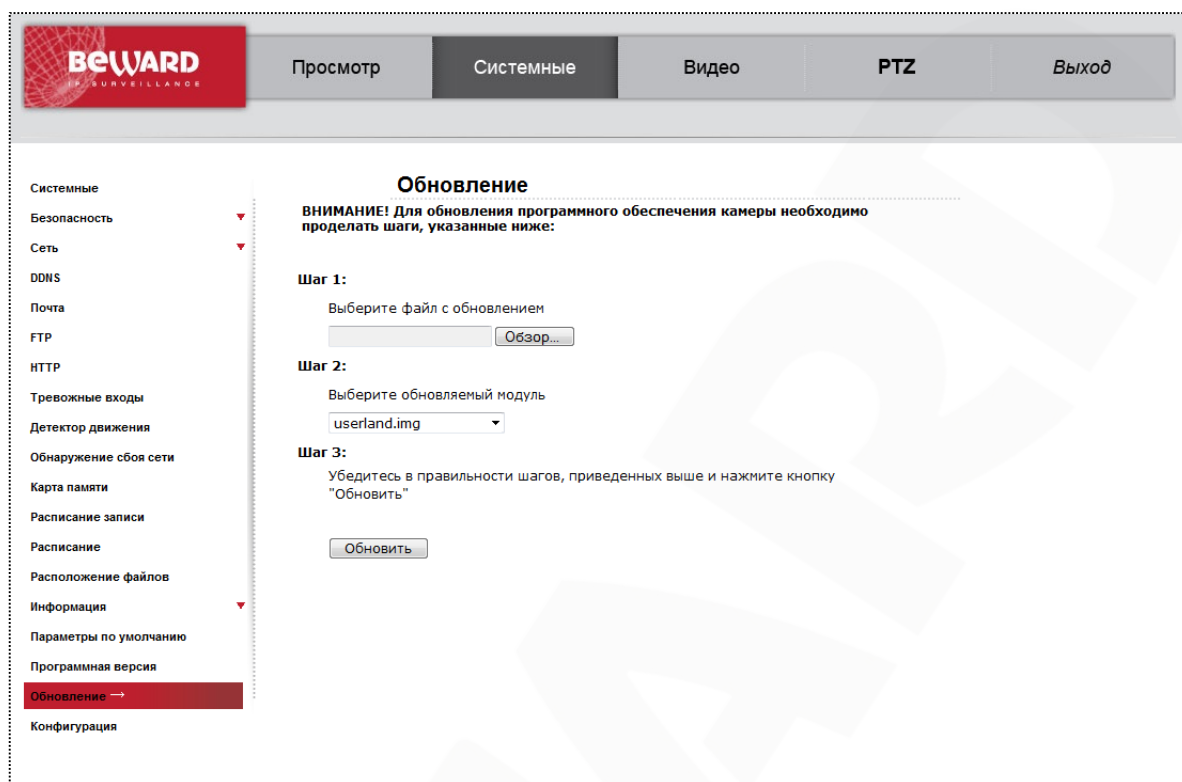 BEWARD
IP SURVEILLANCE
Просмотр
Системные
Видео
PTZ
Выход
Системные
Безопасность
Сеть
DDNS
Почта
FTP
HTTP
Тревожные входы
Детектор движения
Обнаружение сбоя сети
Карта памяти
Расписание записи
Расписание
Расположение файлов
Информация
Параметры по умолчанию
Программная версия
Обновление →
Конфигурация
Обновление
ВНИМАНИЕ! Для обновления программного обеспечения камеры необходимо
проделать шаги, указанные ниже:
Шаг 1:
Выберите файл с обновлением
Обзор...
Шаг 2:
Выберите обновляемый модуль
userland.img
Шаг 3:
Убедитесь в правильности шагов, приведенных выше и нажмите кнопку
"Обновить"
Обновить